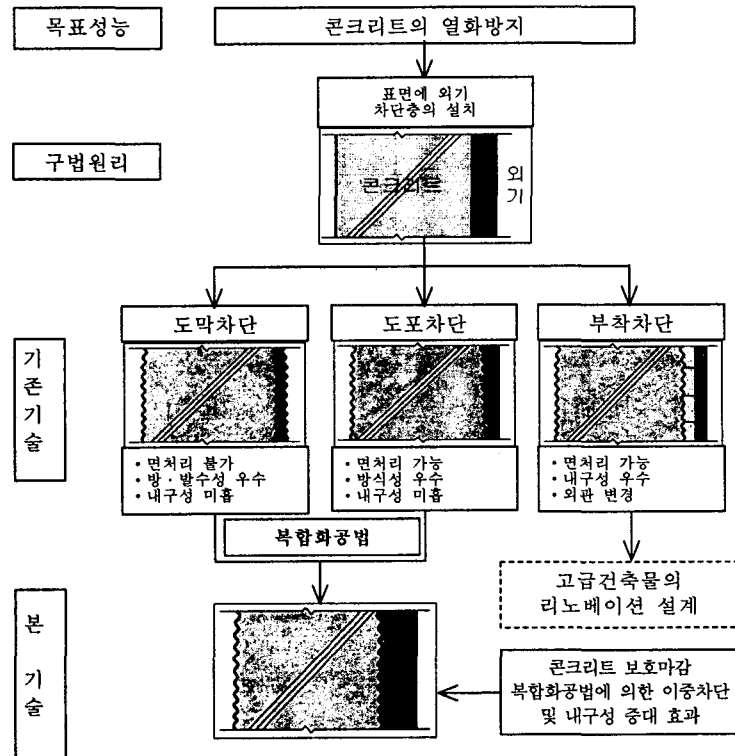 목표성능
콘크리트의 열화방지
표면에 외기
차단층의 설치
구법원리
콘크리트
외기
도막차단
도포차단
부착차단
기존기술
• 면처리 불가
• 방·발수성 우수
• 내구성 미흡
• 면처리 가능
• 방식성 우수
• 내구성 미흡
• 면처리 가능
• 내구성 우수
• 외관 변경
복합화공법
고급건축물의
리노베이션 설계
본 기술
콘크리트 보호마감
복합화공법에 의한 이중차단
및 내구성 증대 효과